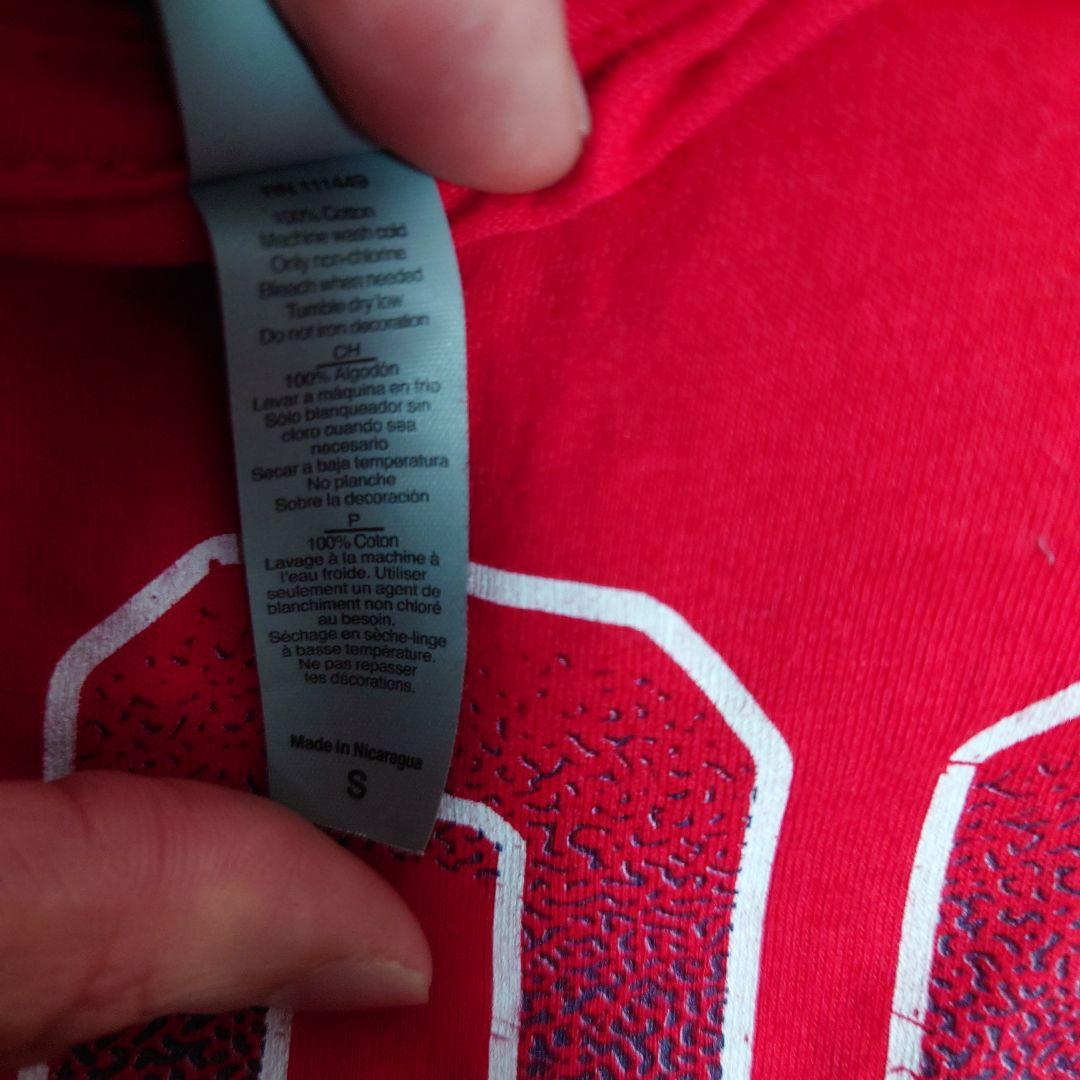 RN 111449
100% Cotton
Machine wash cold
Only non-chlorine
Bleach when needed
Tumble dry low
Do not iron decoration
CH
100% Algodón
Lavar a máquina en frio
Sólo blanqueador sin
cloro cuando sea
necesario
Secar a baja temperatura
No planche
Sobre la decoración
P
100% Coton
Lavage à la machine à
l'eau froide. Utiliser
seulement un agent de
blanchiment non chloré
au besoin.
Séchage en sèche-linge
à basse température.
Ne pas repasser
les décorations.
Made in Nicaragua
S